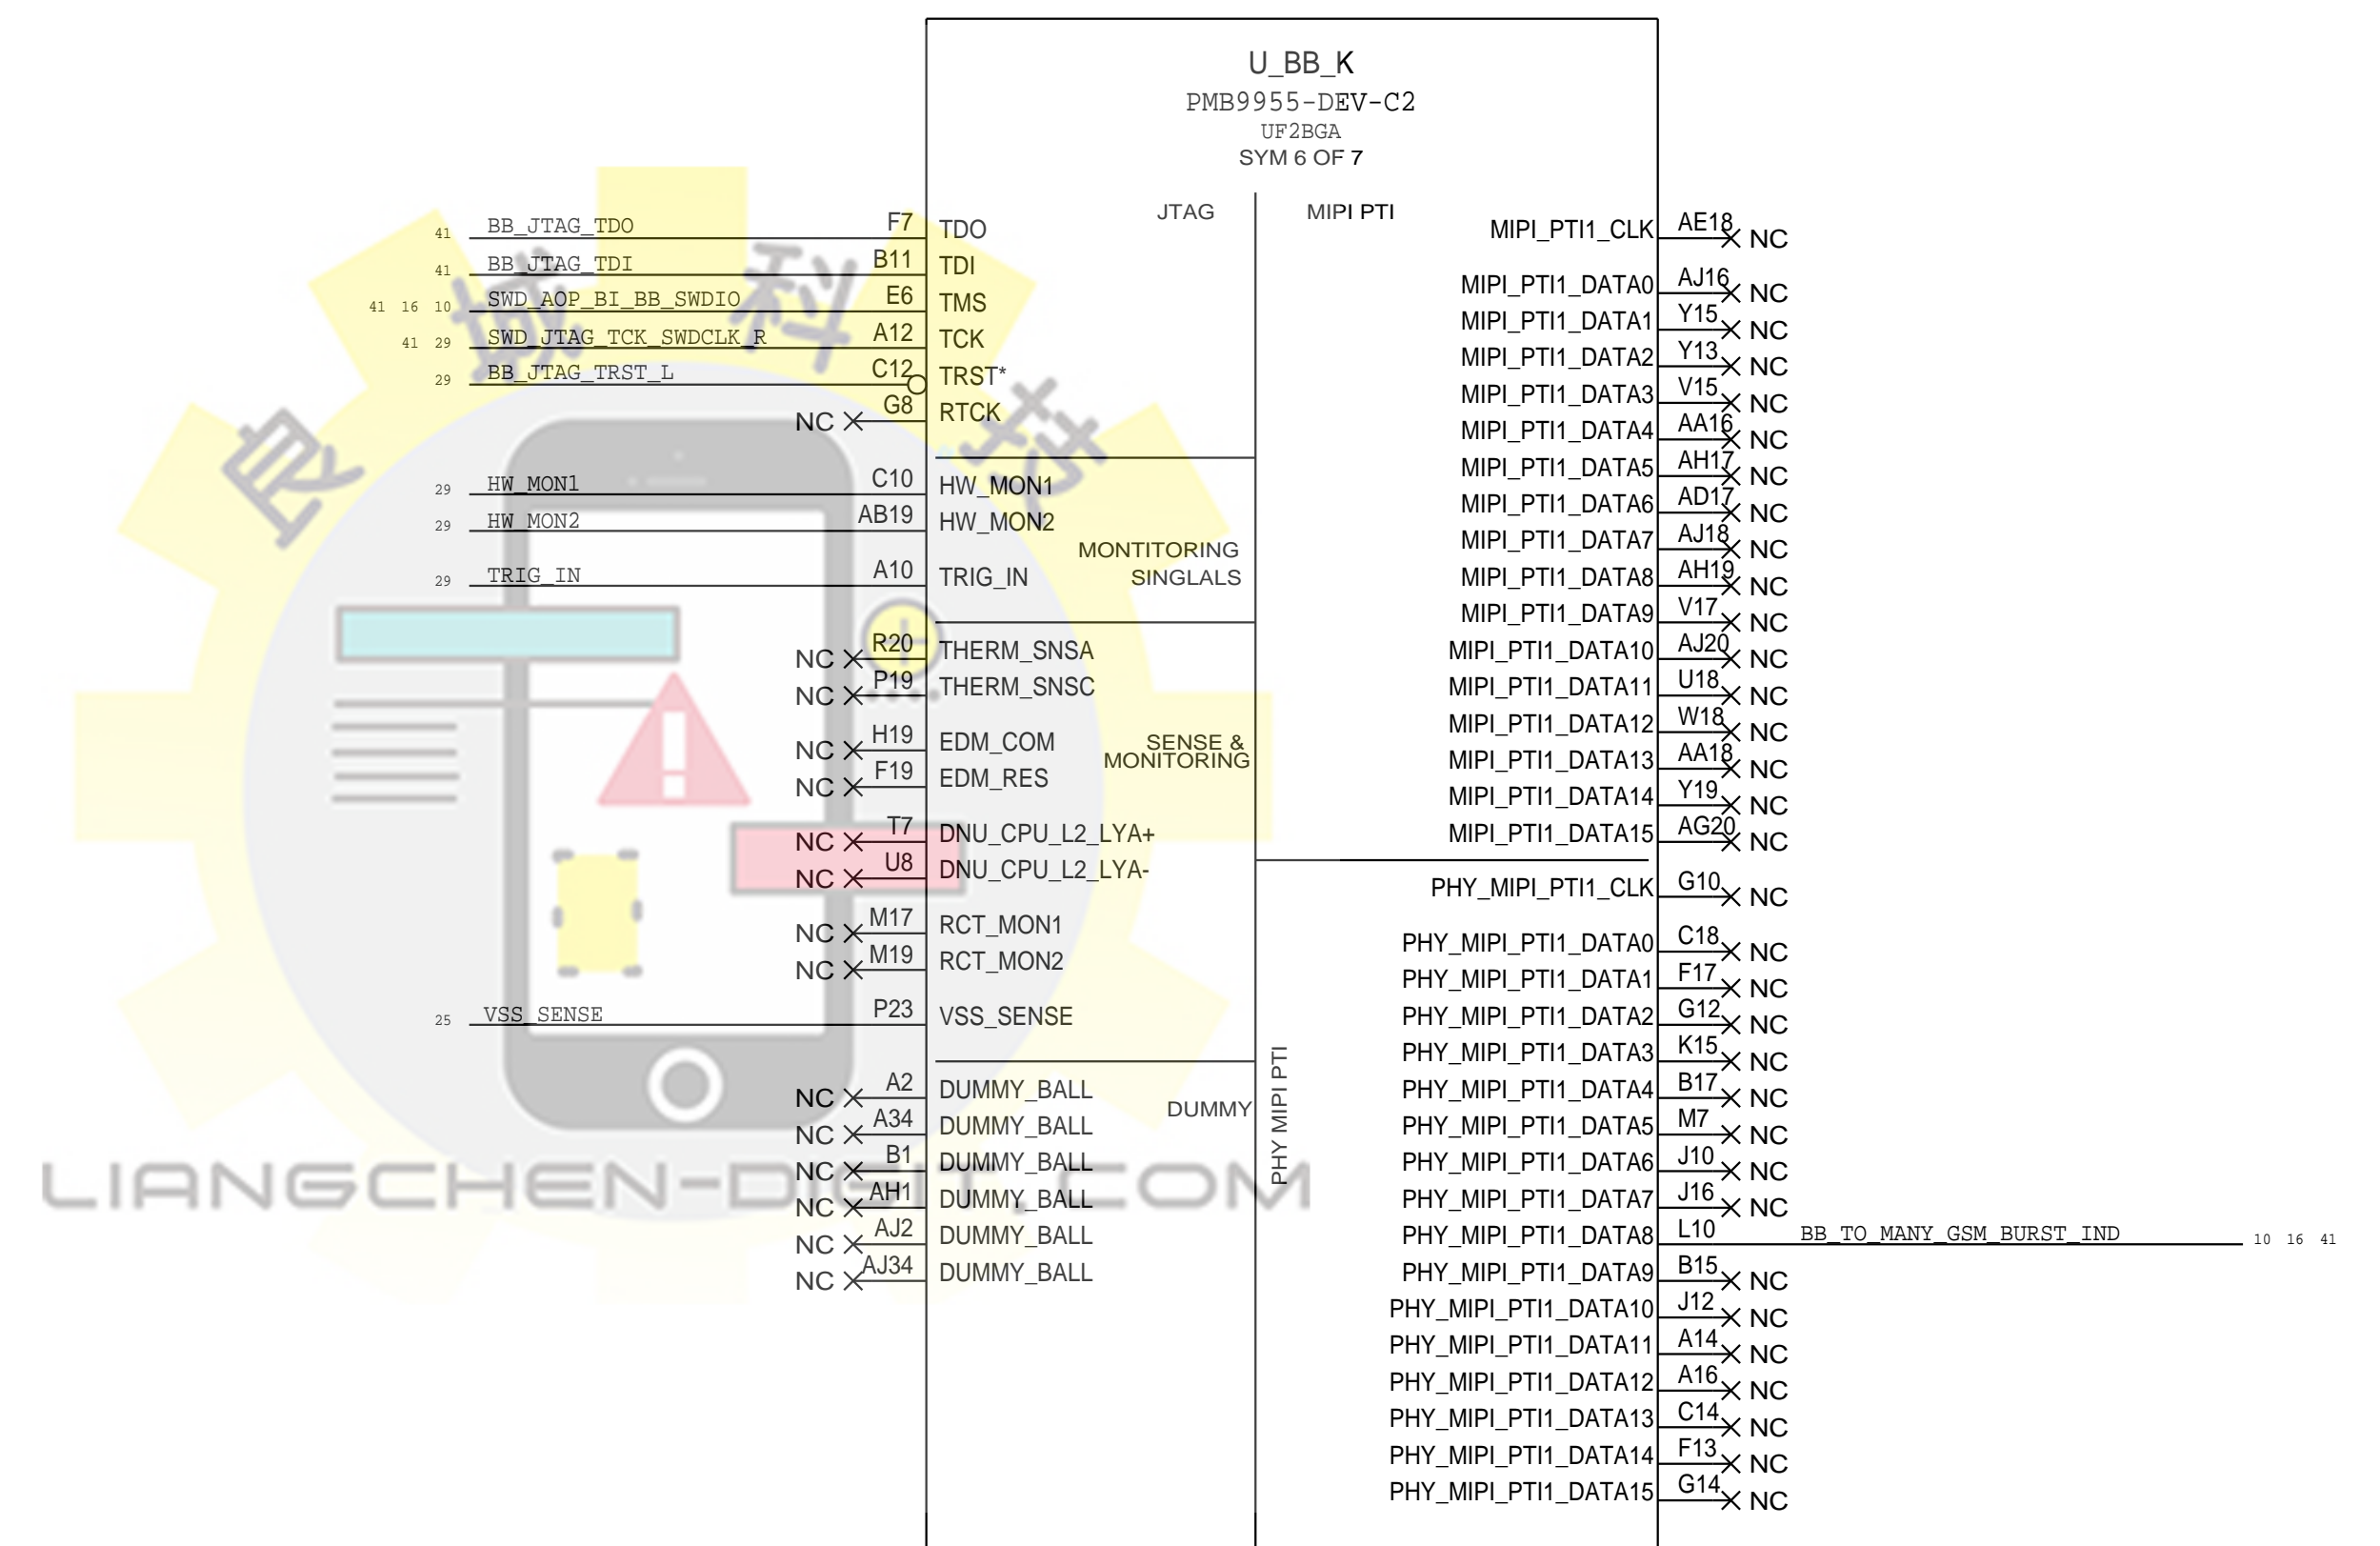 U_BB_K
PMB9955-DEV-C2
UF2BGA
SYM 6 OF 7
JTAG
MIPI PTI
41 BB_JTAG_TDO F7 TDO
41 BB_JTAG_TDI B11 TDI
41 16 10 SWD_AOP_BI_BB_SWDIO E6 TMS
41 29 SWD_JTAG_TCK_SWDCLK_R A12 TCK
29 BB_JTAG_TRST_L C12 TRST*
NC G8 RTCK
29 HW_MON1 C10 HW_MON1
29 HW_MON2 AB19 HW_MON2
MONTITORING
SINGLALS
29 TRIG_IN A10 TRIG_IN
NC R20 THERM_SNSA
NC P19 THERM_SNSC
NC H19 EDM_COM
NC F19 EDM_RES
SENSE &
MONITORING
NC T7 DNU_CPU_L2_LYA+
NC U8 DNU_CPU_L2_LYA-
NC M17 RCT_MON1
NC M19 RCT_MON2
25 VSS_SENSE P23 VSS_SENSE
NC A2 DUMMY_BALL
DUMMY
NC A34 DUMMY_BALL
NC B1 DUMMY_BALL
NC AH1 DUMMY_BALL
NC AJ2 DUMMY_BALL
NC AJ34 DUMMY_BALL
MIPI_PTI1_CLK AE18 NC
MIPI_PTI1_DATA0 AJ16 NC
MIPI_PTI1_DATA1 Y15 NC
MIPI_PTI1_DATA2 Y13 NC
MIPI_PTI1_DATA3 V15 NC
MIPI_PTI1_DATA4 AA16 NC
MIPI_PTI1_DATA5 AH17 NC
MIPI_PTI1_DATA6 AD17 NC
MIPI_PTI1_DATA7 AJ18 NC
MIPI_PTI1_DATA8 AH19 NC
MIPI_PTI1_DATA9 V17 NC
MIPI_PTI1_DATA10 AJ20 NC
MIPI_PTI1_DATA11 U18 NC
MIPI_PTI1_DATA12 W18 NC
MIPI_PTI1_DATA13 AA18 NC
MIPI_PTI1_DATA14 Y19 NC
MIPI_PTI1_DATA15 AG20 NC
PHY MIPI PTI
PHY_MIPI_PTI1_CLK G10 NC
PHY_MIPI_PTI1_DATA0 C18 NC
PHY_MIPI_PTI1_DATA1 F17 NC
PHY_MIPI_PTI1_DATA2 G12 NC
PHY_MIPI_PTI1_DATA3 K15 NC
PHY_MIPI_PTI1_DATA4 B17 NC
PHY_MIPI_PTI1_DATA5 M7 NC
PHY_MIPI_PTI1_DATA6 J10 NC
PHY_MIPI_PTI1_DATA7 J16 NC
PHY_MIPI_PTI1_DATA8 L10 BB_TO_MANY_GSM_BURST_IND 10 16 41
PHY_MIPI_PTI1_DATA9 B15 NC
PHY_MIPI_PTI1_DATA10 J12 NC
PHY_MIPI_PTI1_DATA11 A14 NC
PHY_MIPI_PTI1_DATA12 A16 NC
PHY_MIPI_PTI1_DATA13 C14 NC
PHY_MIPI_PTI1_DATA14 F13 NC
PHY_MIPI_PTI1_DATA15 G14 NC
科技
LIANGCHEN-DGIT.COM